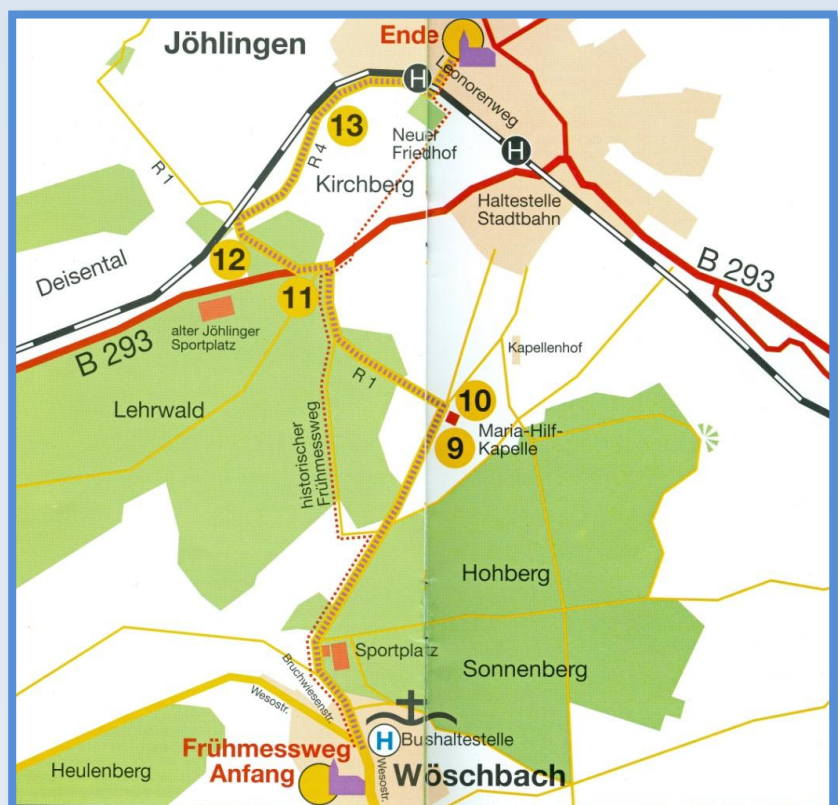 Jöhlingen
Ende
H
Leonorenweg
13
R 4
Neuer
Friedhof
H
R 1
Kirchberg
Haltestelle
Stadtbahn
Deisental
12
B 293
11
alter Jöhlinger
Sportplatz
B 293
Kapellenhof
R 1
Lehrwald
10
9
Maria-Hilf-
Kapelle
historischer
Frühmessweg
Hohberg
Sportplatz
Sonnenberg
Bruchwiesenstr.
Wesostr.
Frühmessweg
Anfang
H
Bushaltestelle
Heulenberg
Wesostr.
Wöschbach